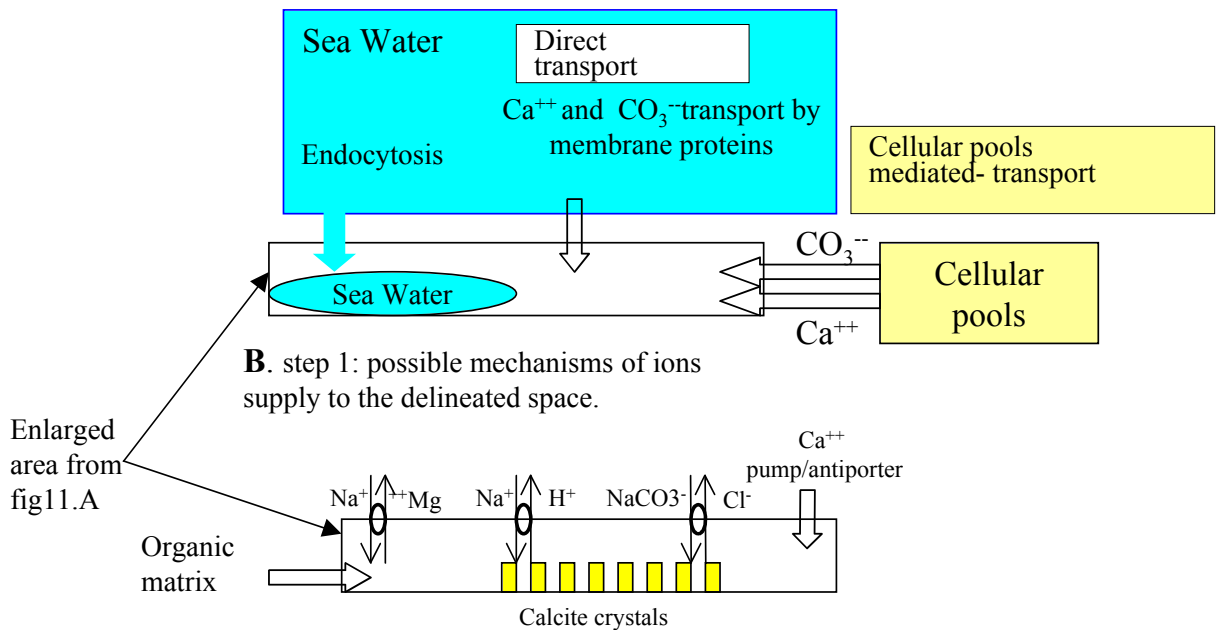 Sea Water
Direct
transport
Ca⁺⁺ and CO₃⁻⁻transport by
membrane proteins
Endocytosis
Cellular pools
mediated- transport
CO₃⁻⁻
Cellular
pools
Sea Water
Ca⁺⁺
B. step 1: possible mechanisms of ions
supply to the delineated space.
Enlarged
area from
fig11.A
Ca⁺⁺
pump/antiporter
Na⁺ ⁺⁺Mg Na⁺ H⁺ NaCO3⁻ Cl⁻
Organic
matrix
Calcite crystals